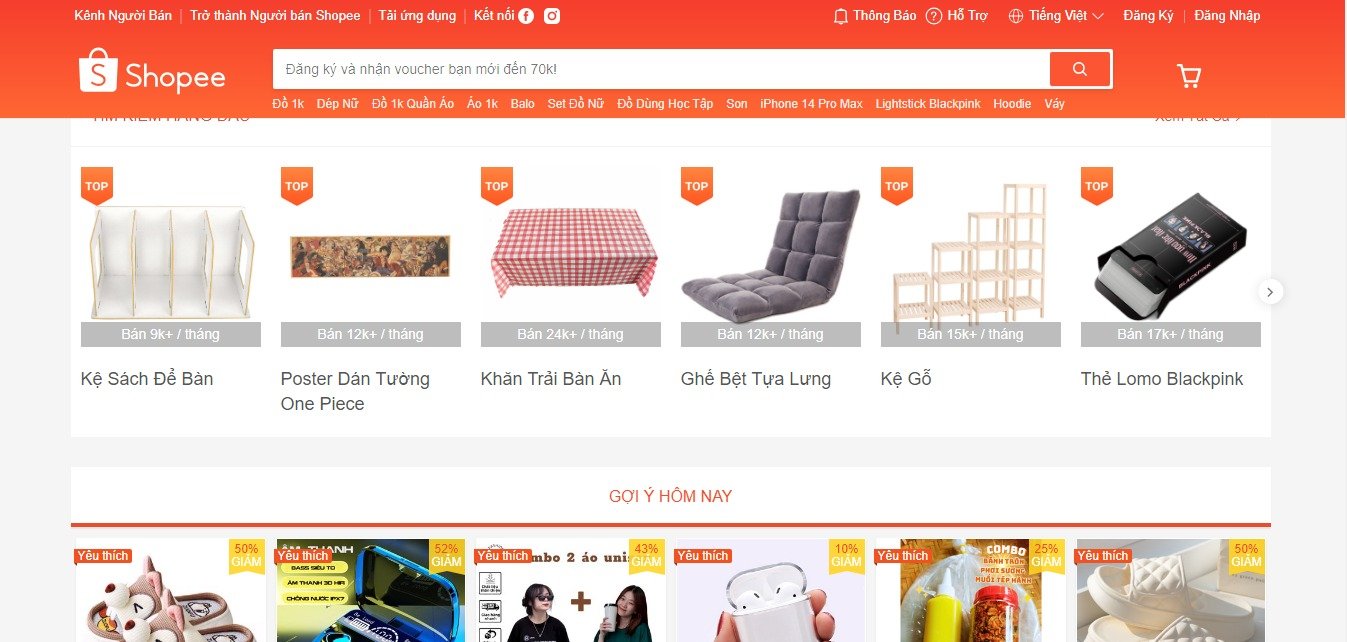 Kênh Người Bán | Trở thành Người bán Shopee | Tải ứng dụng | Kết nối
Thông Báo Hỗ Trợ Tiếng Việt Đăng Ký | Đăng Nhập
Shopee
Đăng ký và nhận voucher bạn mới đến 70k!
Đồ 1k Dép Nữ Đồ 1k Quần Áo Áo 1k Balo Set Đồ Nữ Đồ Dùng Học Tập Son iPhone 14 Pro Max Lightstick Blackpink Hoodie Váy
TÌM KIẾM HÀNG ĐẦU Xem Tất Cả
TOP TOP TOP TOP TOP TOP
BLACKPINK
Bán 9k+ / tháng Bán 12k+ / tháng Bán 24k+ / tháng Bán 12k+ / tháng Bán 15k+ / tháng Bán 17k+ / tháng
Kệ Sách Để Bàn
Poster Dán Tường
One Piece
Khăn Trải Bàn Ăn
Ghế Bệt Tựa Lưng
Kệ Gỗ
Thẻ Lomo Blackpink
GỢI Ý HÔM NAY
Yêu thích
50%
GIẢM
Yêu thích
ÂM THANH
BASS SIÊU TO
ÂM THANH 3D HIFI
CHỐNG NƯỚC IPX7
52%
GIẢM
Yêu thích
combo 2 áo unis
43%
GIẢM
Yêu thích
10%
GIẢM
Yêu thích
COMBO
BÁNH TRÁNG
PHƠI SƯƠNG
MUỐI TÉP HÀNH
25%
GIẢM
Yêu thích
50%
GIẢM